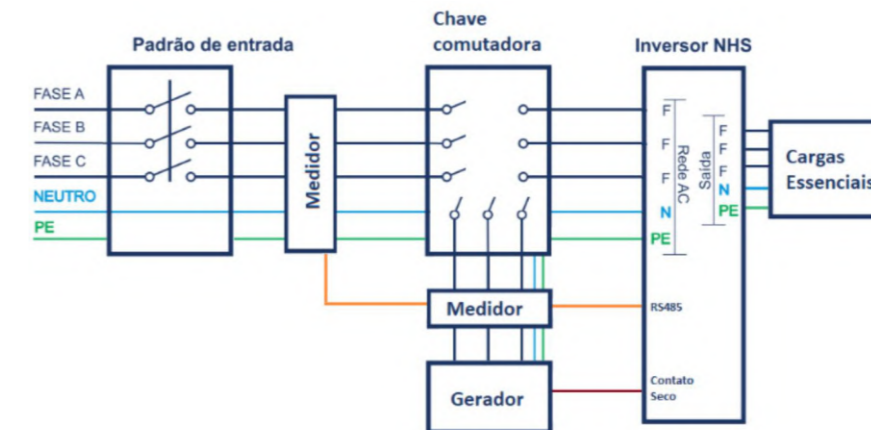 Padrão de entrada
Chave
comutadora
Inversor NHS
FASE A
FASE B
FASE C
NEUTRO
PE
Medidor
F
F
F
N
PE
Rede AC
Saída
F
F
F
N
PE
Cargas
Essenciais
Medidor
RS485
Gerador
Contato
Seco